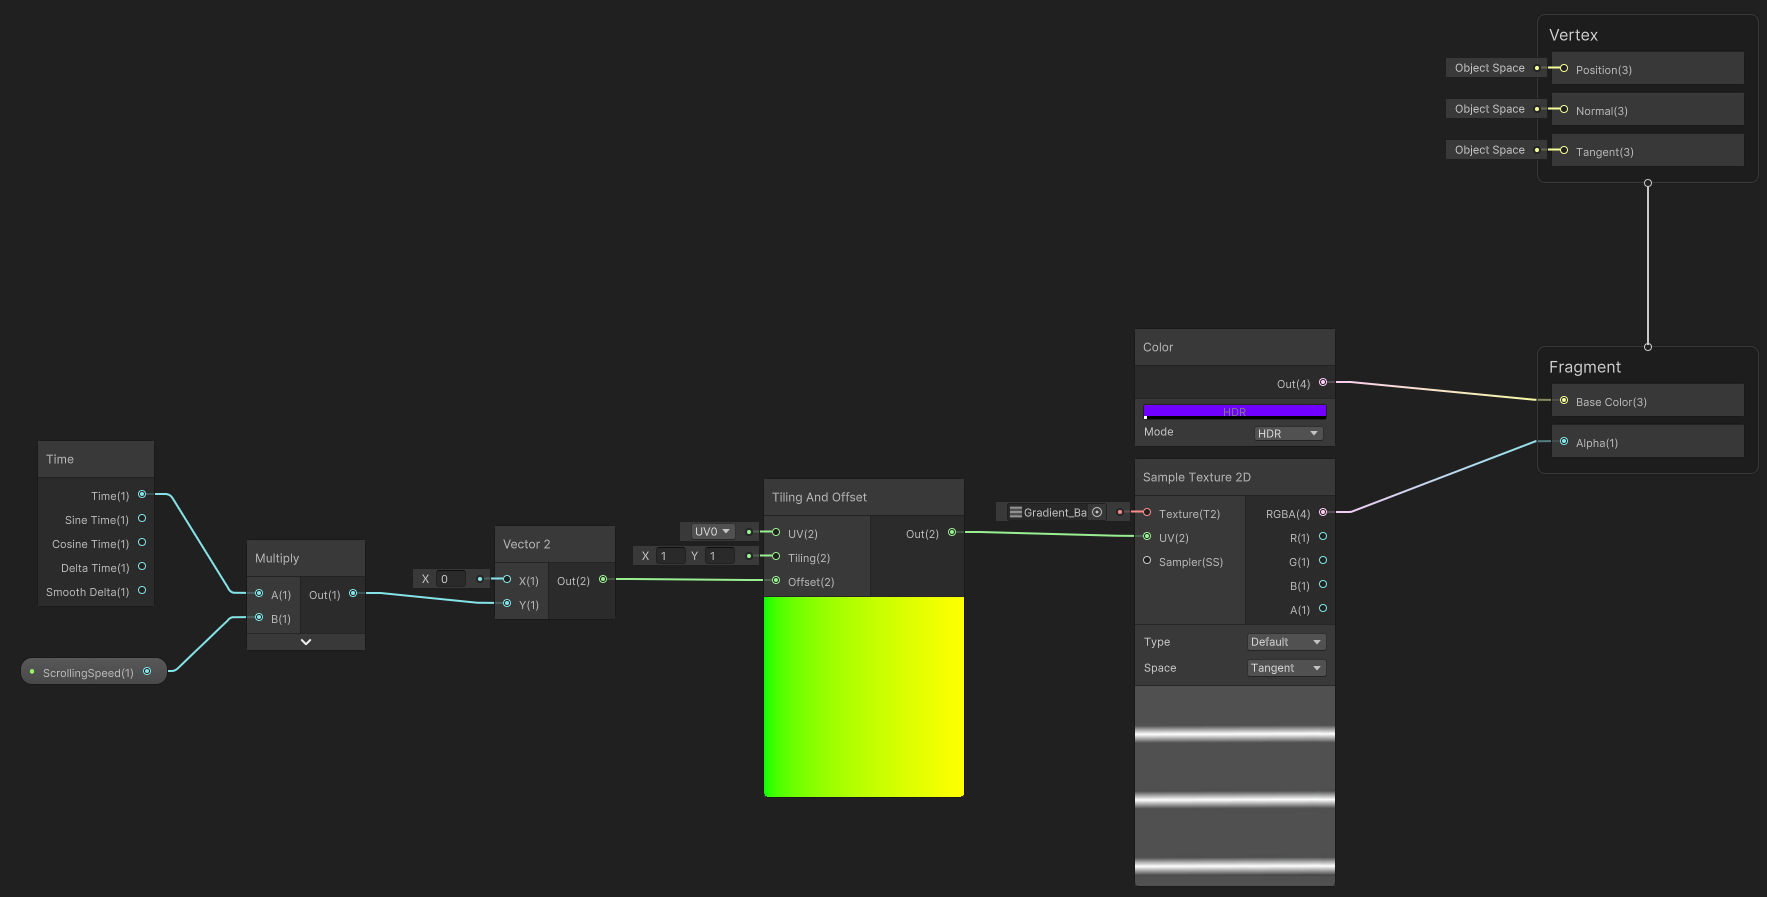 Vertex
Object Space
Position(3)
Object Space
Normal(3)
Object Space
Tangent(3)
Fragment
Base Color(3)
Alpha(1)
Color
Out(4)
HDR
Mode
HDR
Time
Time(1)
Sine Time(1)
Cosine Time(1)
Delta Time(1)
Smooth Delta(1)
ScrollingSpeed(1)
Multiply
A(1)
Out(1)
B(1)
Vector 2
X 0
X(1)
Out(2)
Y(1)
Tiling And Offset
UV0
UV(2)
Out(2)
X 1 Y 1
Tiling(2)
Offset(2)
Sample Texture 2D
Gradient_Ba
Texture(T2)
RGBA(4)
UV(2)
R(1)
Sampler(SS)
G(1)
B(1)
A(1)
Type
Default
Space
Tangent